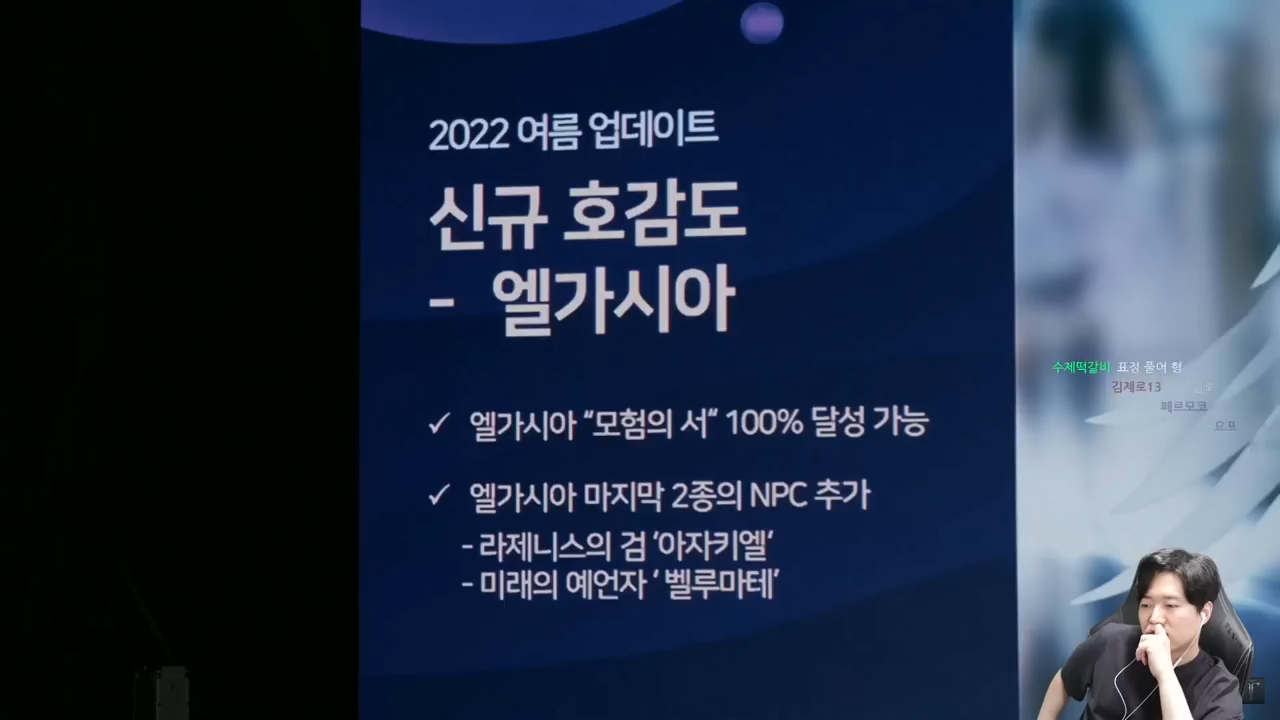 2022 여름 업데이트
신규 호감도
- 엘가시아
✓ 엘가시아 “모험의 서“ 100% 달성 가능
✓ 엘가시아 마지막 2종의 NPC 추가
- 라제니스의 검 ‘아자키엘’
- 미래의 예언자 ‘ 벨루마테’
수제떡갈비 표정 풀어 형
김제로13
페르모코